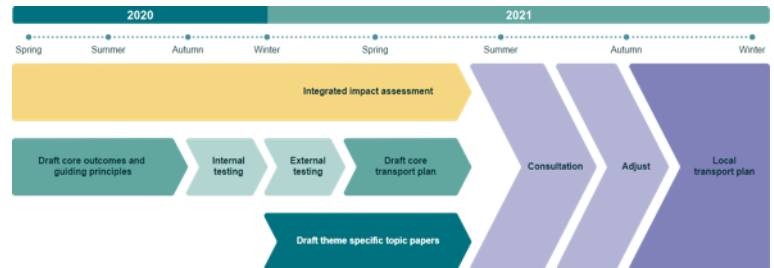 2020
2021
Spring
Summer
Autumn
Winter
Spring
Summer
Autumn
Winter
Integrated impact assessment
Draft core outcomes and
guiding principles
Internal
testing
External
testing
Draft core
transport plan
Consultation
Adjust
Local
transport plan
Draft theme specific topic papers